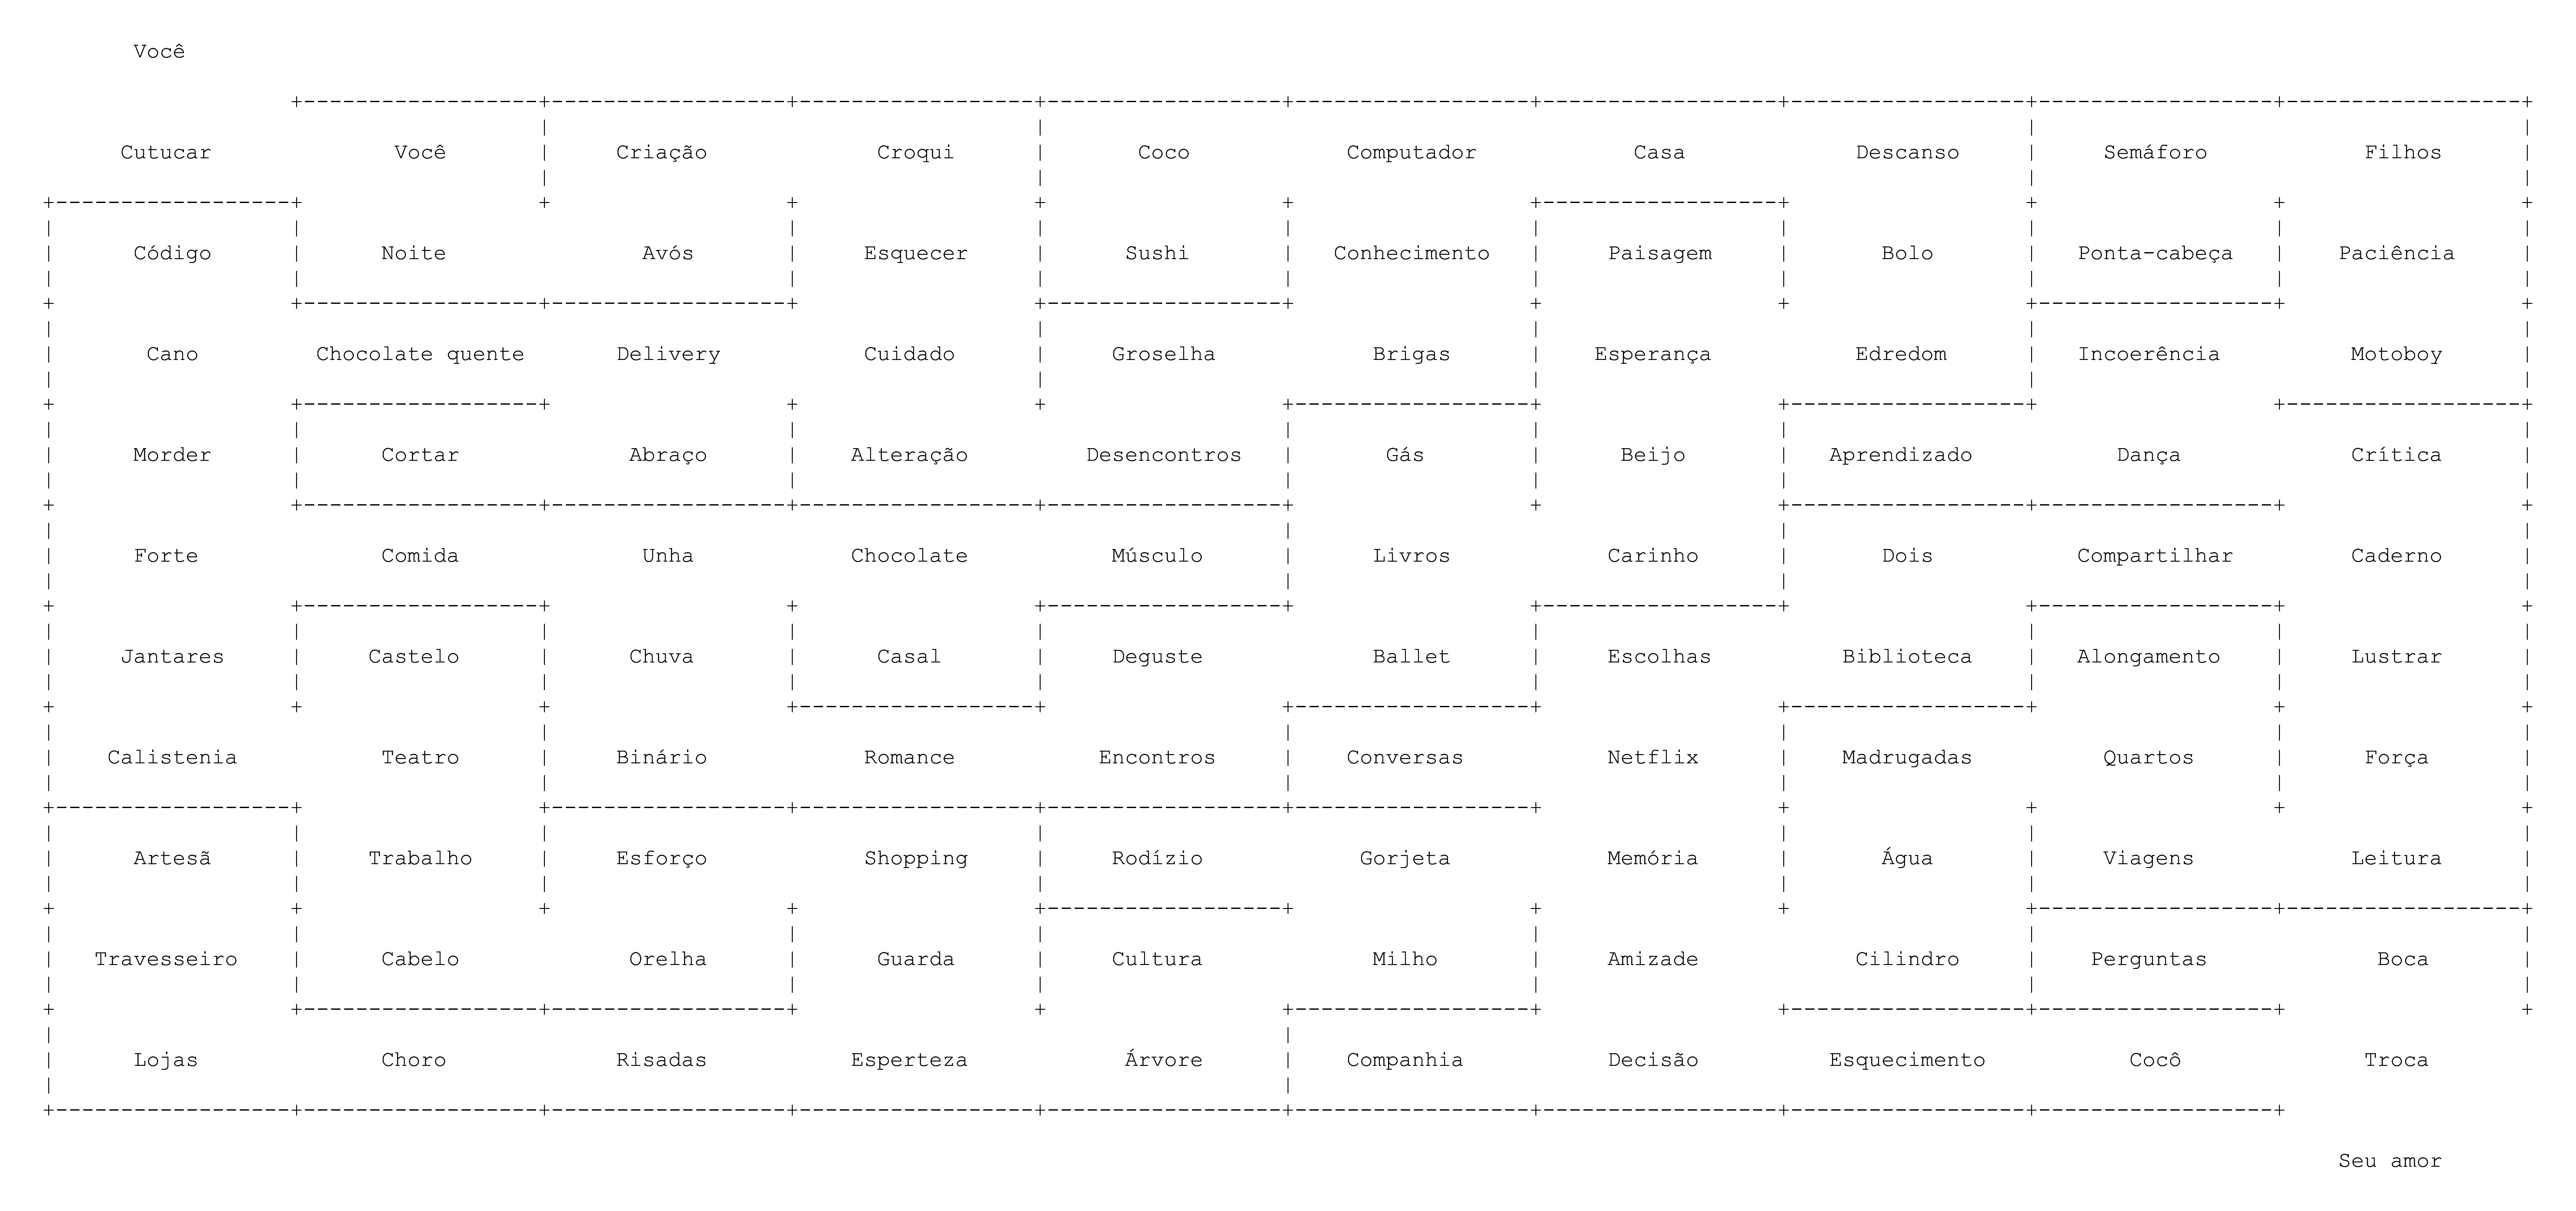 Você
Cutucar Você Criação Croqui Coco Computador Casa Descanso Semáforo Filhos
Código Noite Avós Esquecer Sushi Conhecimento Paisagem Bolo Ponta-cabeça Paciência
Cano Chocolate quente Delivery Cuidado Groselha Brigas Esperança Edredom Incoerência Motoboy
Morder Cortar Abraço Alteração Desencontros Gás Beijo Aprendizado Dança Crítica
Forte Comida Unha Chocolate Músculo Livros Carinho Dois Compartilhar Caderno
Jantares Castelo Chuva Casal Deguste Ballet Escolhas Biblioteca Alongamento Lustrar
Calistenia Teatro Binário Romance Encontros Conversas Netflix Madrugadas Quartos Força
Artesã Trabalho Esforço Shopping Rodízio Gorjeta Memória Água Viagens Leitura
Travesseiro Cabelo Orelha Guarda Cultura Milho Amizade Cilindro Perguntas Boca
Lojas Choro Risadas Esperteza Árvore Companhia Decisão Esquecimento Cocô Troca
Seu amor